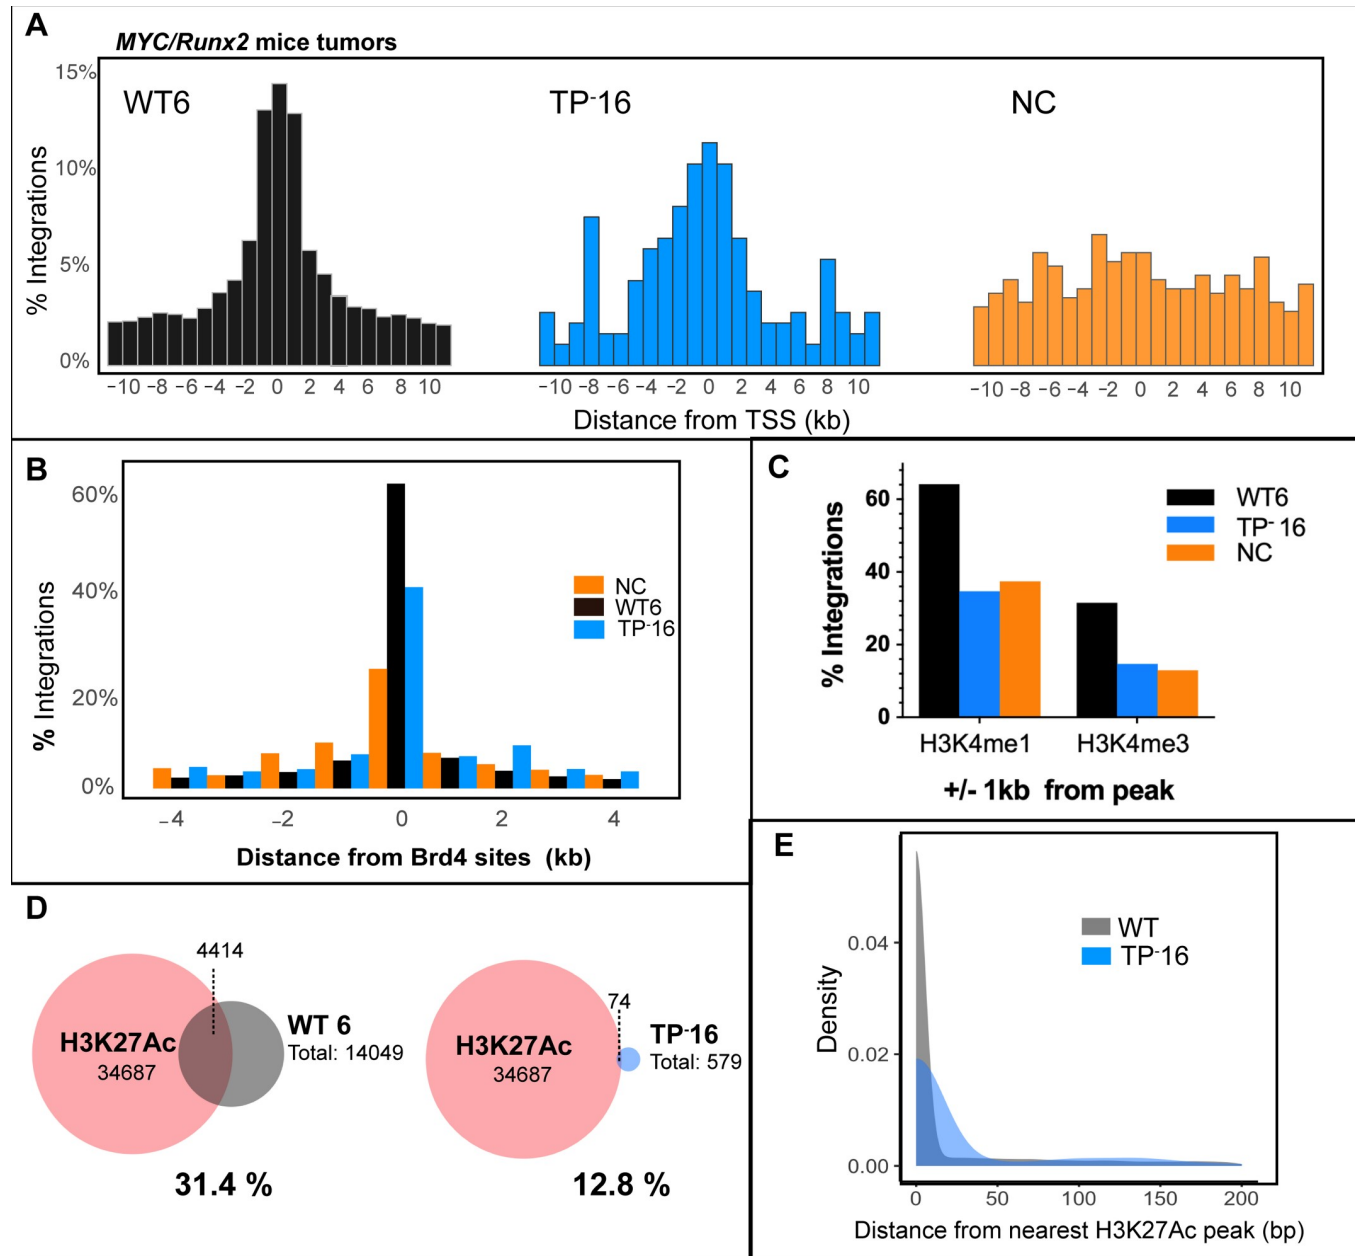 A
MYC/Runx2 mice tumors
WT6
TP-16
NC
15%
10%
5%
0%
% Integrations
−10 −8 −6 −4 −2 0 2 4 6 8 10
−10 −8 −6 −4 −2 0 2 4 6 8 10
−10 −8 −6 −4 −2 0 2 4 6 8 10
Distance from TSS (kb)
B
60%
40%
20%
0%
% Integrations
NC
WT6
TP-16
−4 −2 0 2 4
Distance from Brd4 sites (kb)
C
60
40
20
0
% Integrations
WT6
TP- 16
NC
H3K4me1 H3K4me3
+/- 1kb from peak
D
4414
H3K27Ac
34687
WT 6
Total: 14049
31.4 %
74
H3K27Ac
34687
TP-16
Total: 579
12.8 %
E
WT
TP-16
0.04
0.02
0.00
Density
0 50 100 150 200
Distance from nearest H3K27Ac peak (bp)